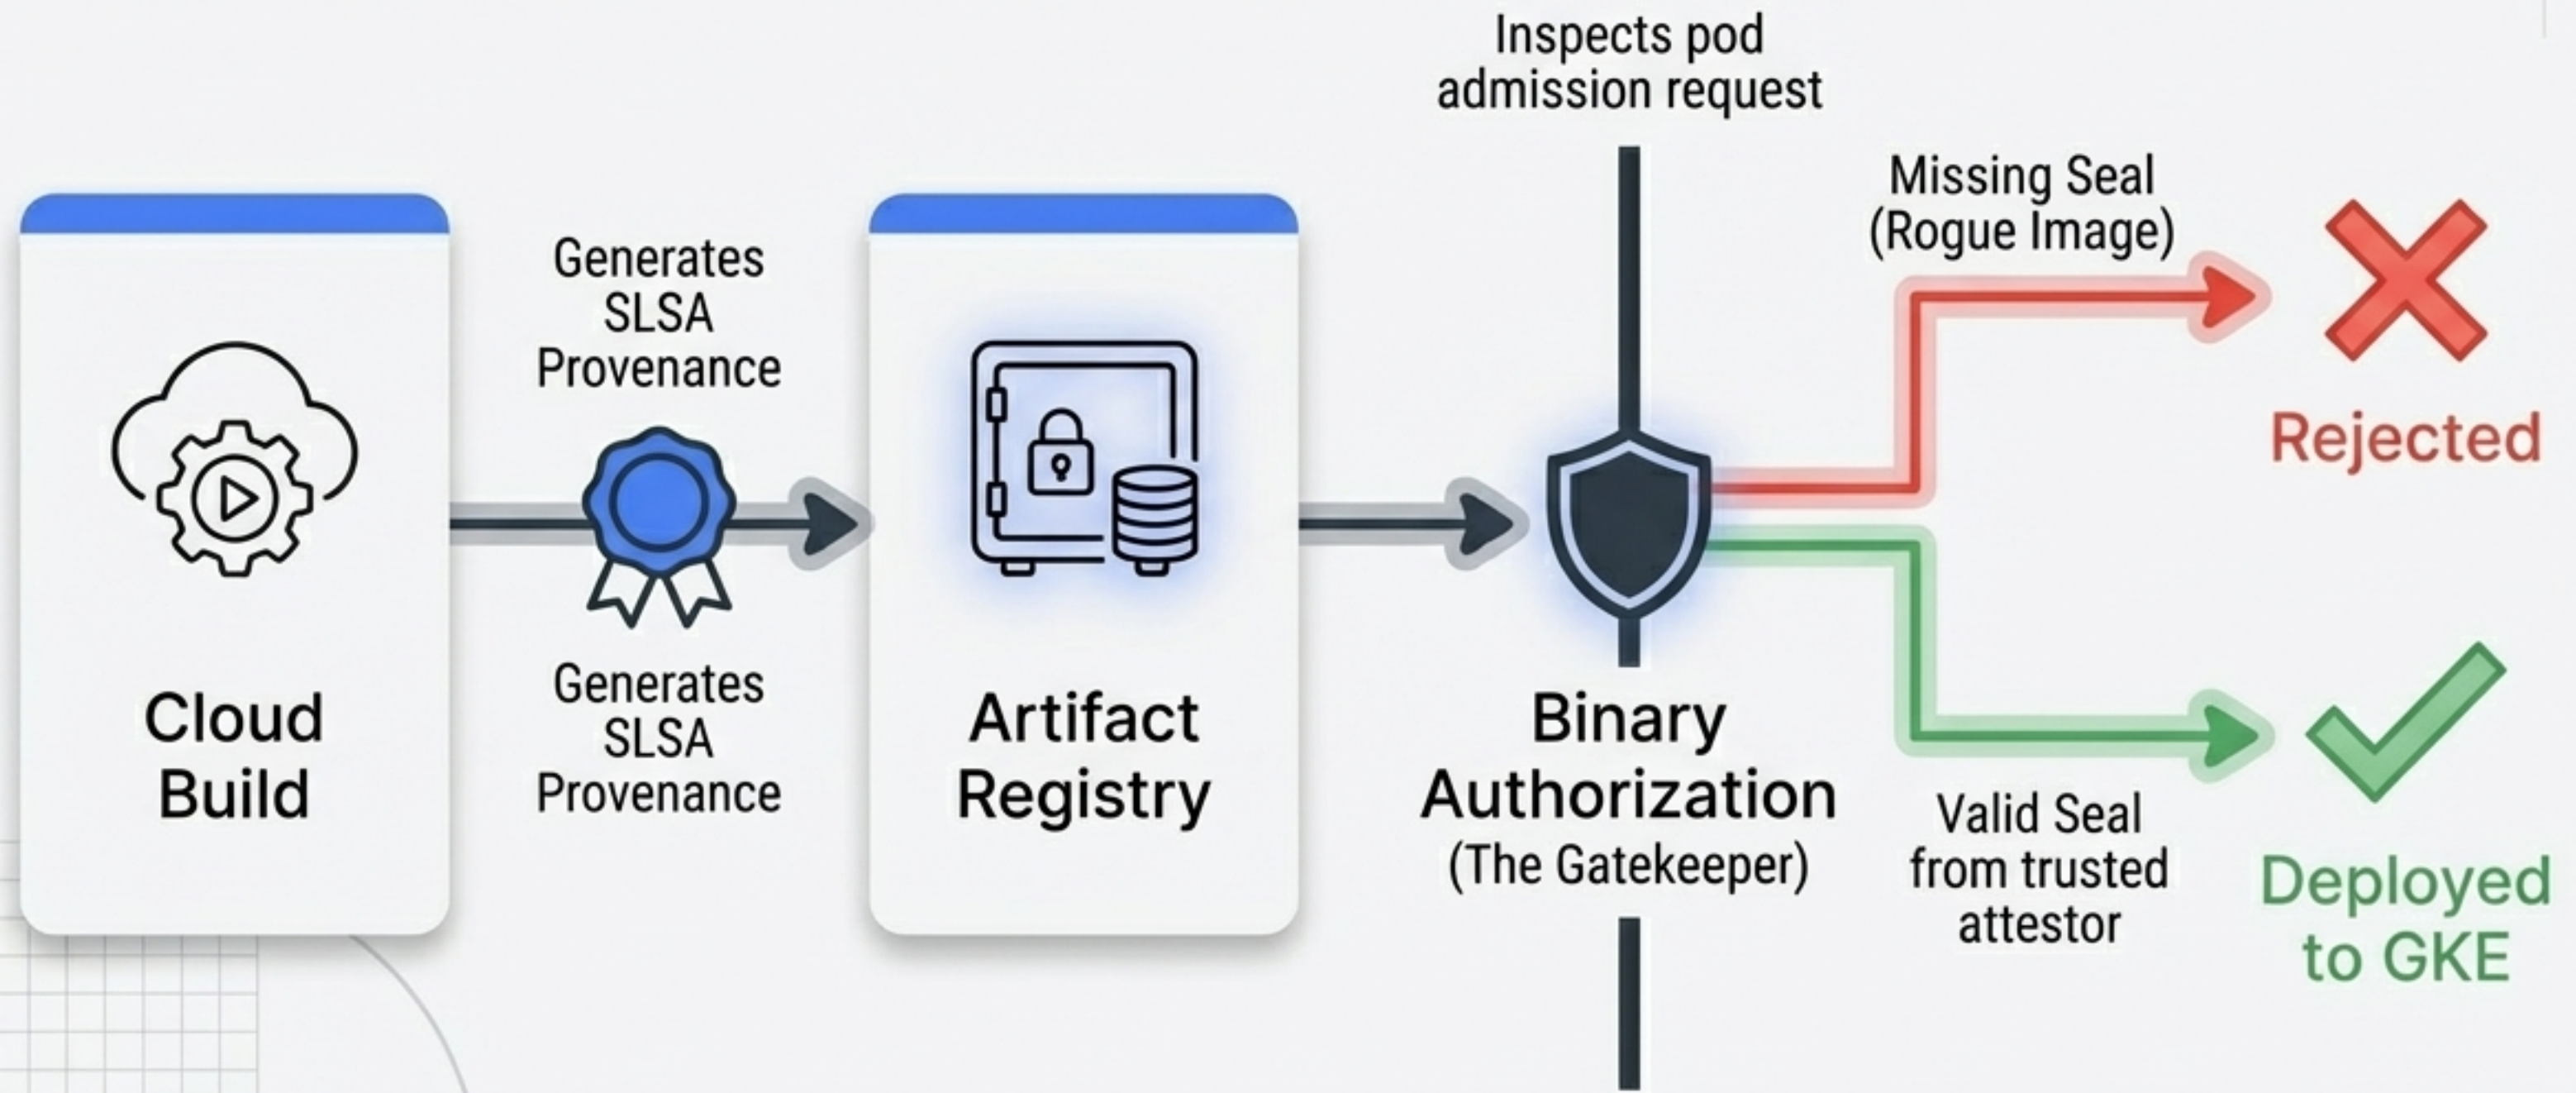 Inspects pod
admission request
Missing Seal
(Rogue Image)
Rejected
Generates
SLSA
Provenance
Generates
SLSA
Provenance
Cloud
Build
Artifact
Registry
Binary
Authorization
(The Gatekeeper)
Valid Seal
from trusted
attestor
Deployed
to GKE